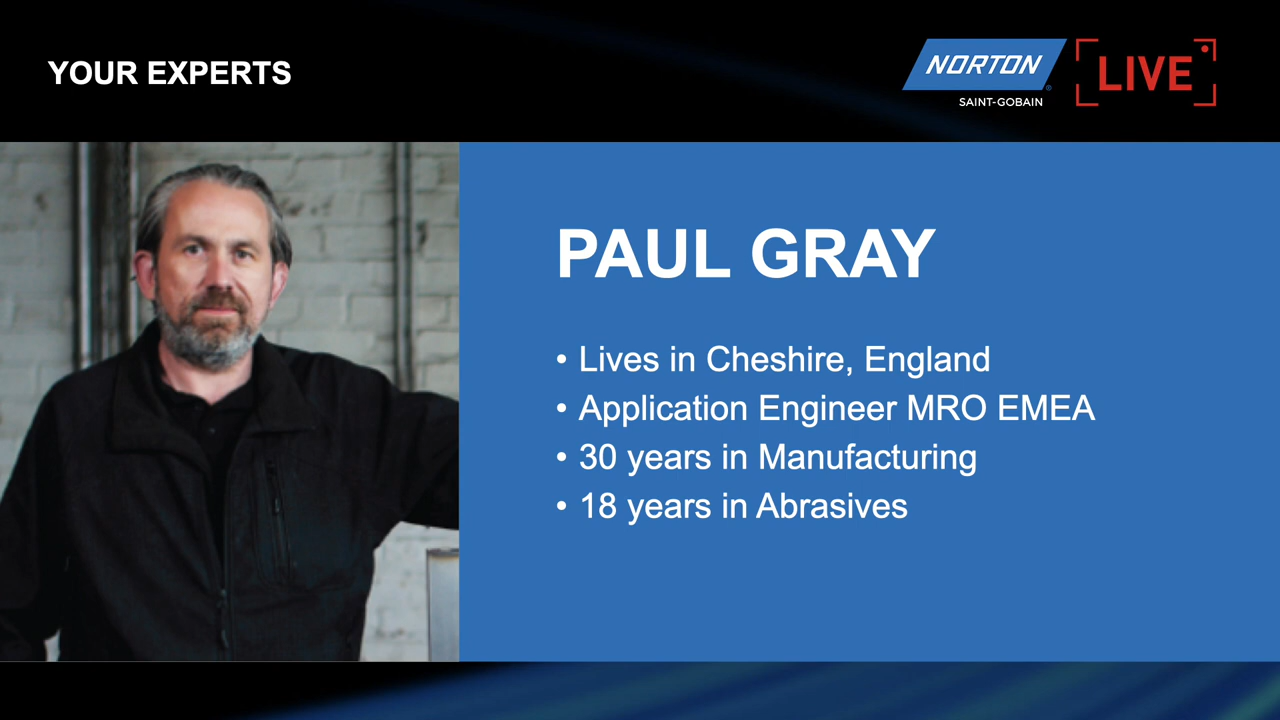 YOUR EXPERTS
NORTON
SAINT-GOBAIN
LIVE
PAUL GRAY
• Lives in Cheshire, England
• Application Engineer MRO EMEA
• 30 years in Manufacturing
• 18 years in Abrasives